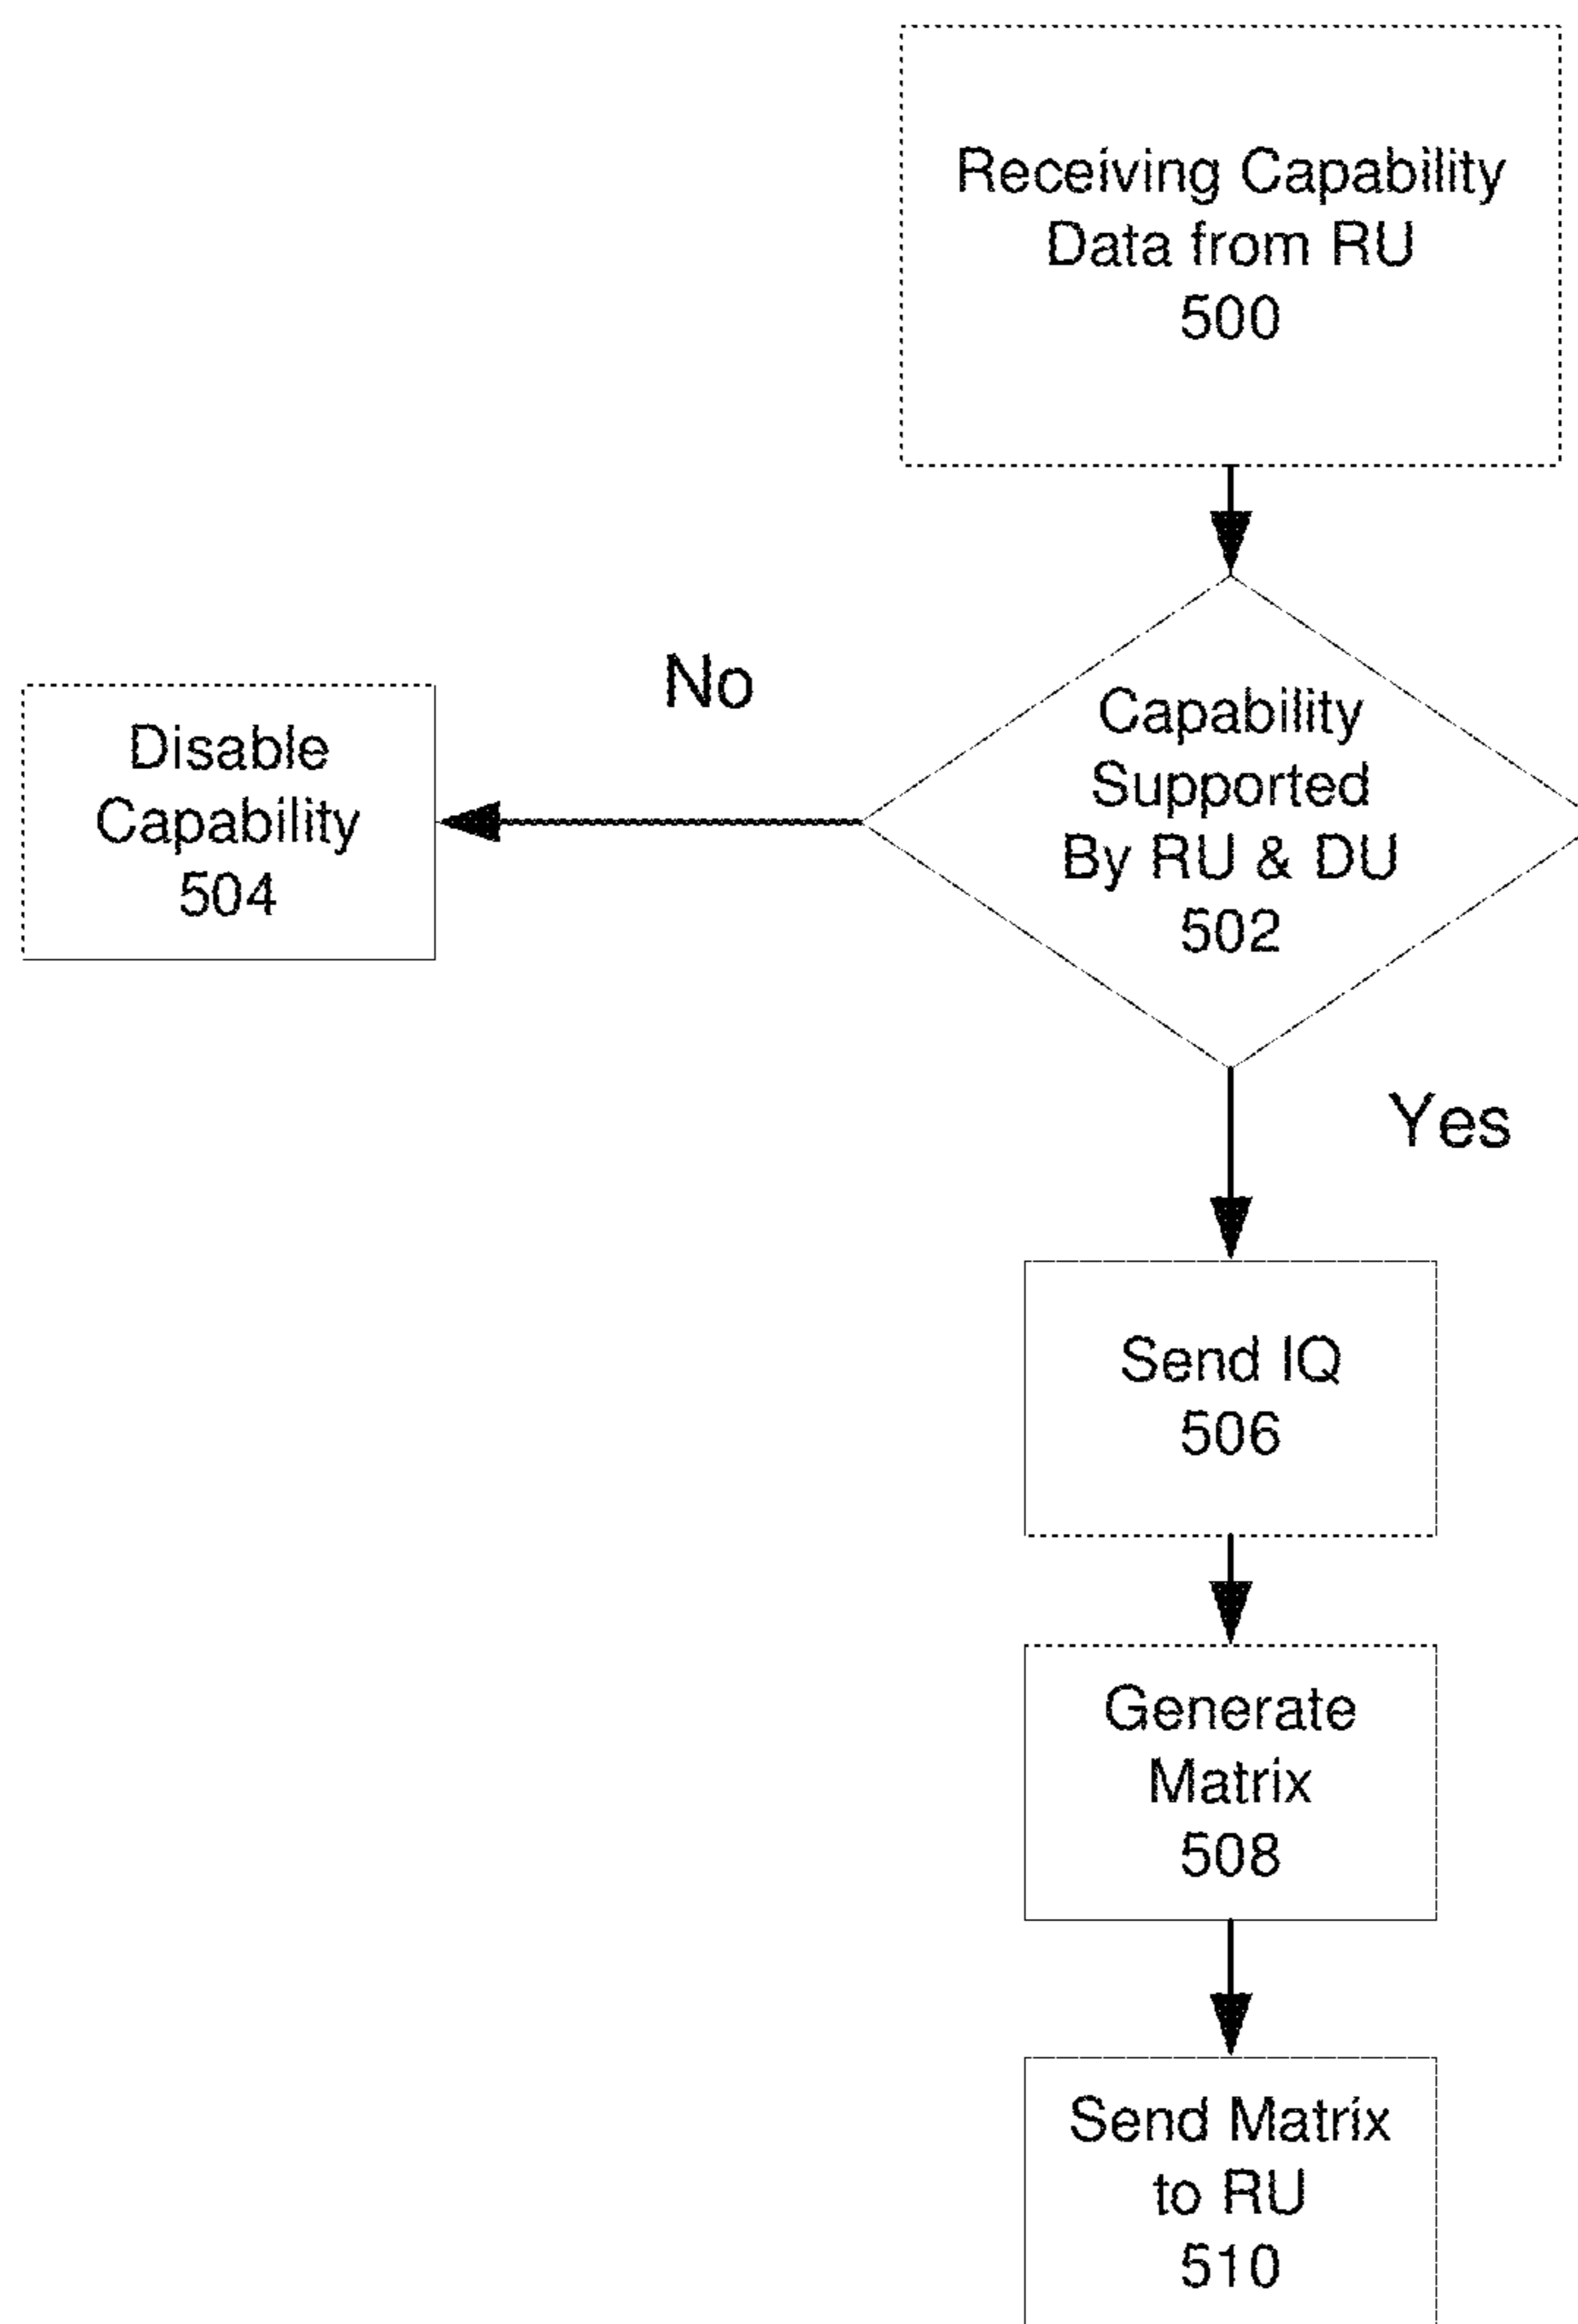 Receiving Capability
Data from RU
500
No
Capability
Supported
By RU & DU
502
Disable
Capability
504
Yes
Send IQ
506
Generate
Matrix
508
Send Matrix
to RU
510